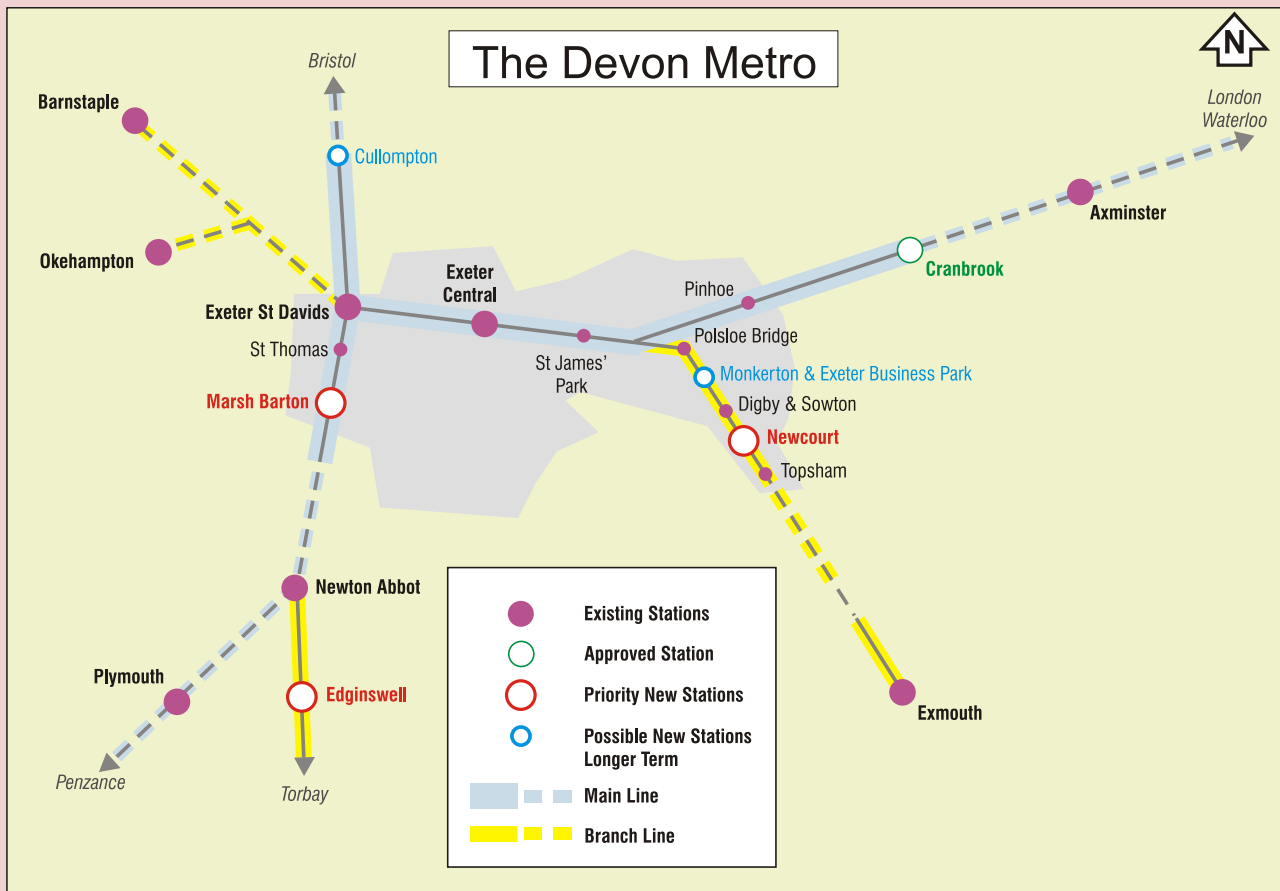 The Devon Metro
N
Bristol
London
Waterloo
Barnstaple
Cullompton
Axminster
Okehampton
Cranbrook
Exeter
Central
Pinhoe
Exeter St Davids
Polsloe Bridge
St Thomas
St James’
Park
Monkerton & Exeter Business Park
Marsh Barton
Digby & Sowton
Newcourt
Topsham
Newton Abbot
Plymouth
Edginswell
Exmouth
Penzance
Torbay
Existing Stations
Approved Station
Priority New Stations
Possible New Stations
Longer Term
Main Line
Branch Line